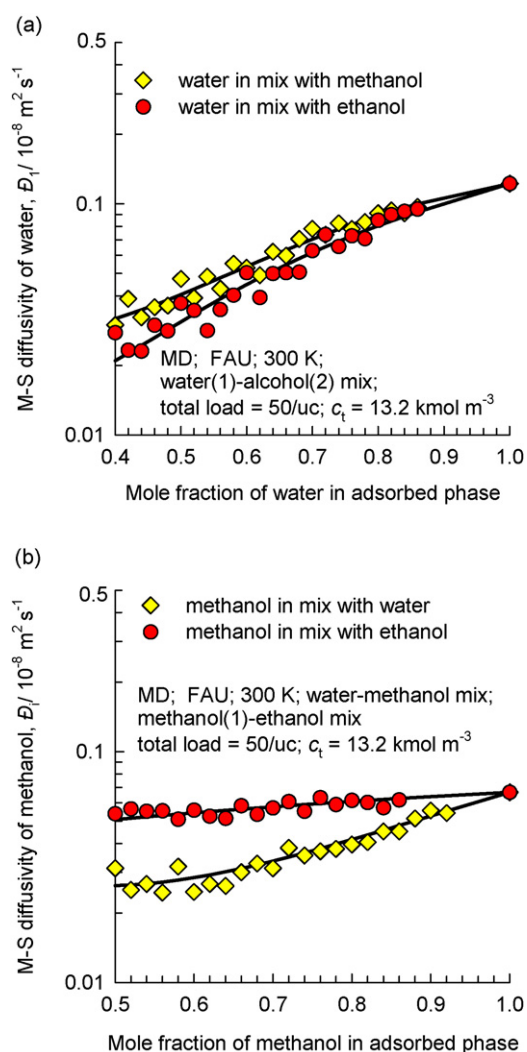 (a)
0.5
water in mix with methanol
water in mix with ethanol
0.1
M-S diffusivity of water, Đ1/ 10-8 m2 s-1
MD; FAU; 300 K;
water(1)-alcohol(2) mix;
total load = 50/uc; ct = 13.2 kmol m-3
0.01
0.4 0.5 0.6 0.7 0.8 0.9 1.0
Mole fraction of water in adsorbed phase
(b)
0.5
methanol in mix with water
methanol in mix with ethanol
MD; FAU; 300 K; water-methanol mix;
methanol(1)-ethanol mix
total load = 50/uc; ct = 13.2 kmol m-3
0.1
M-S diffusivity of methanol, Đi/ 10-8 m2 s-1
0.01
0.5 0.6 0.7 0.8 0.9 1.0
Mole fraction of methanol in adsorbed phase